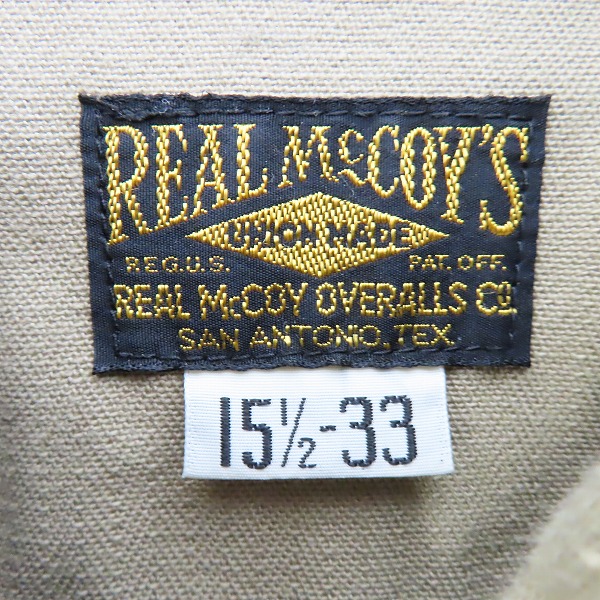 REAL McCOY'S
UNION MADE
REG.U.S. PAT. OFF.
REAL McCOY OVERALLS CO.
SAN ANTONIO, TEX.
15½-33